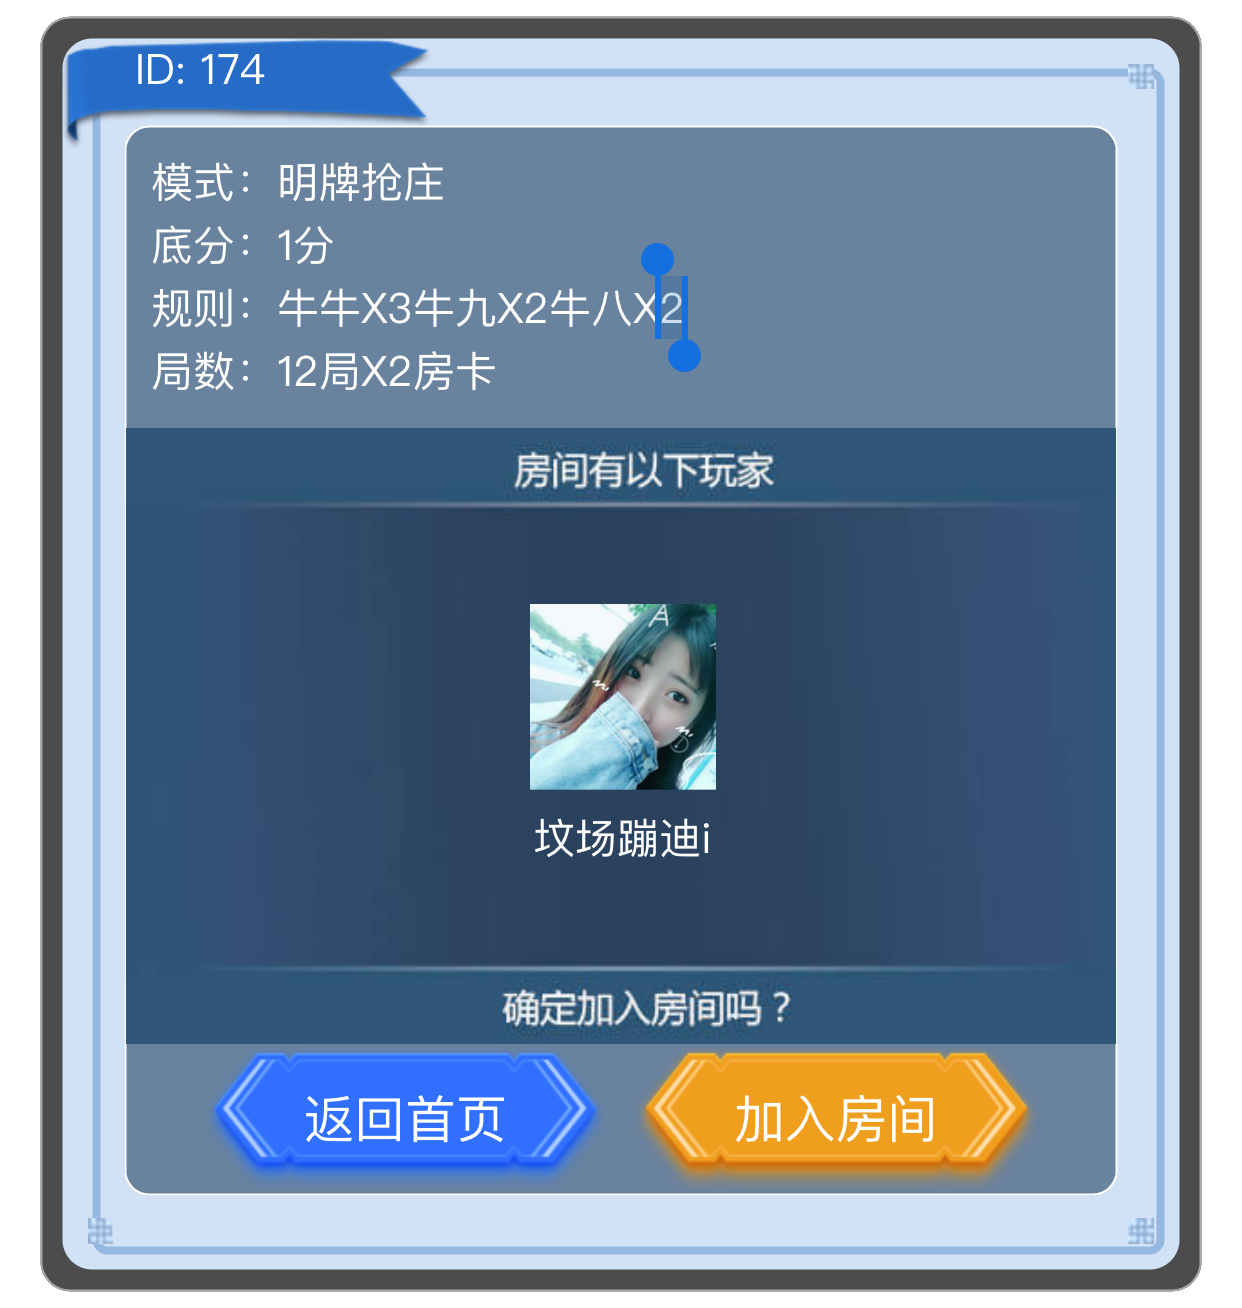 ID: 174
模式：明牌抢庄
底分：1分
规则：牛牛X3牛九X2牛八X2
局数：12局X2房卡
房间有以下玩家
坟场蹦迪i
确定加入房间吗？
返回首页
加入房间